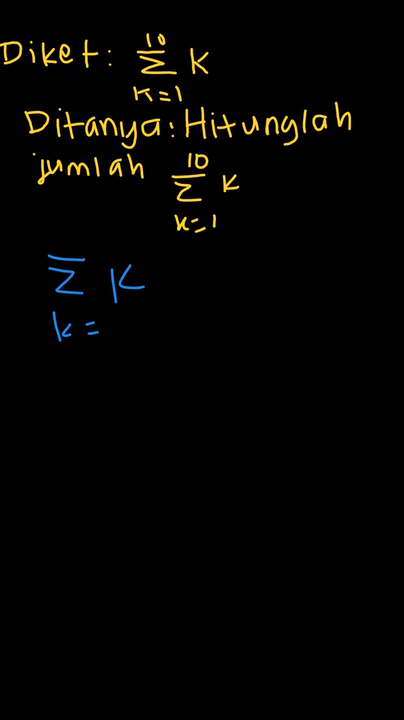 10
Diket: Σ K
K=1
Ditanya: Hitunglah
jumlah
10
Σ k
k=1
Σ K
k =